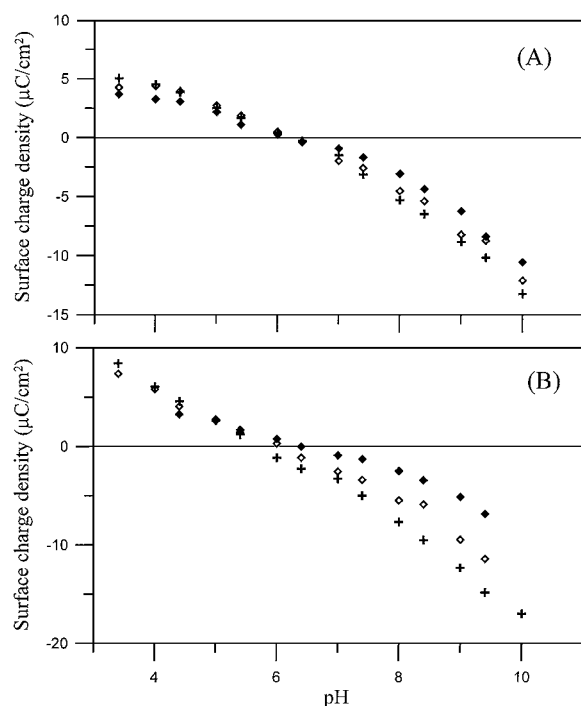 10
5
0
-5
-10
-15
Surface charge density (μC/cm²)
(A)
10
0
-10
-20
Surface charge density (μC/cm²)
(B)
4
6
8
10
pH